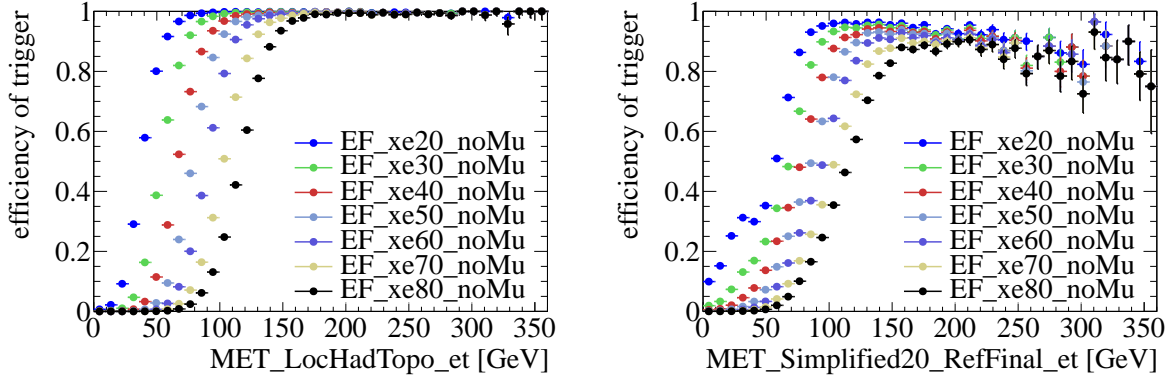 efficiency of trigger
1
0.8
0.6
0.4
0.2
0
EF_xe20_noMu
EF_xe30_noMu
EF_xe40_noMu
EF_xe50_noMu
EF_xe60_noMu
EF_xe70_noMu
EF_xe80_noMu
0 50 100 150 200 250 300 350
MET_LocHadTopo_et [GeV]
efficiency of trigger
1
0.8
0.6
0.4
0.2
0
EF_xe20_noMu
EF_xe30_noMu
EF_xe40_noMu
EF_xe50_noMu
EF_xe60_noMu
EF_xe70_noMu
EF_xe80_noMu
0 50 100 150 200 250 300 350
MET_Simplified20_RefFinal_et [GeV]